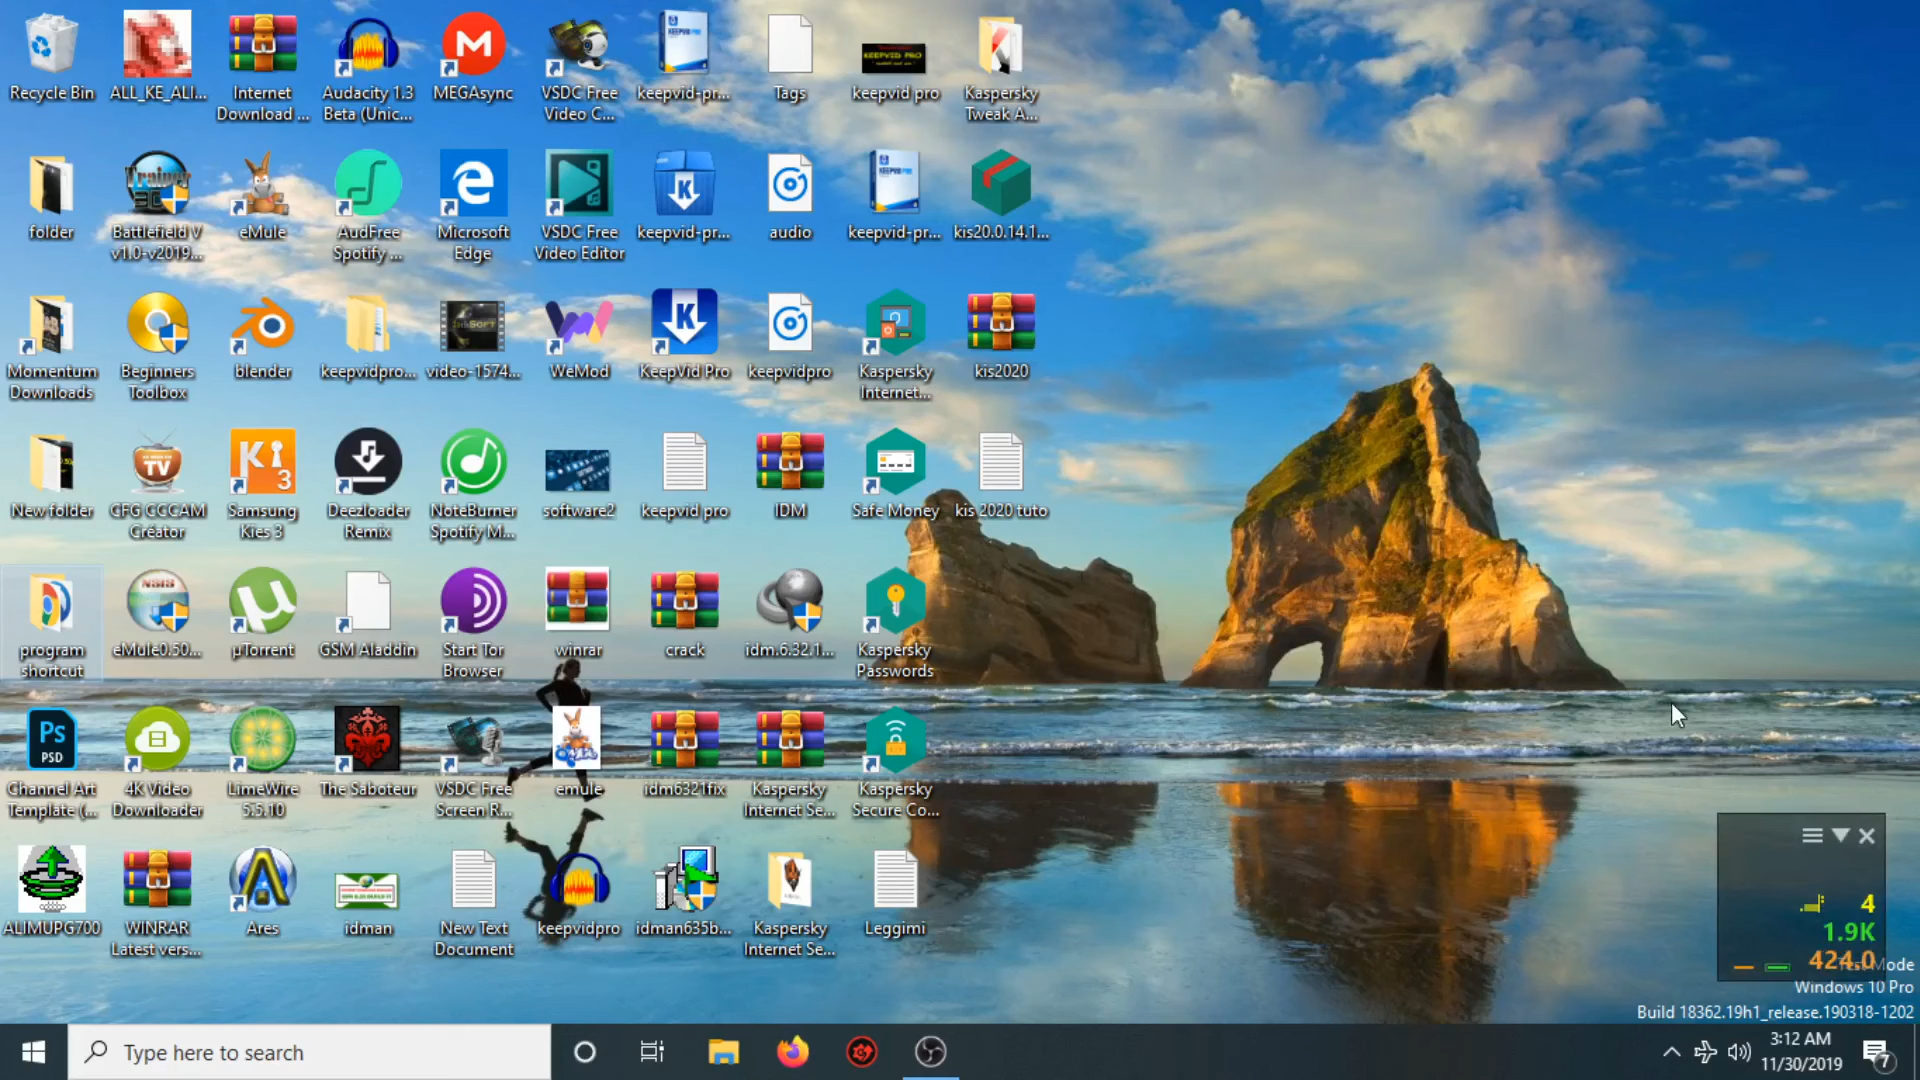 Recycle Bin
ALL_KE_ALI...
Internet
Download ...
Audacity 1.3
Beta (Unic...
MEGAsync
VSDC Free
Video C...
keepvid-pr...
Tags
keepvid pro
Kaspersky
Tweak A...
folder
Battlefield V
v1.0-v2019...
eMule
AudFree
Spotify ...
Microsoft
Edge
VSDC Free
Video Editor
keepvid-pr...
audio
keepvid-pr...
kis20.0.14.1...
Momentum
Downloads
Beginners
Toolbox
blender
keepvidpro...
video-1574...
WeMod
KeepVid Pro
keepvidpro
Kaspersky
Internet...
kis2020
New folder
CFG CCCAM
Créator
Samsung
Kies 3
Deezloader
Remix
NoteBurner
Spotify M...
software2
keepvid pro
IDM
Safe Money
kis 2020 tuto
program
shortcut
eMule0.50...
µTorrent
GSM Aladdin
Start Tor
Browser
winrar
crack
idm.6.32.1...
Kaspersky
Passwords
Ps
PSD
Channel Art
Template (...
4K Video
Downloader
LimeWire
5.5.10
The Saboteur
VSDC Free
Screen R...
emule
idm6321fix
Kaspersky
Internet Se...
Kaspersky
Secure Co...
ALIMUPG700
WINRAR
Latest vers...
Ares
idman
New Text
Document
keepvidpro
idman635b...
Kaspersky
Internet Se...
Leggimi
4
1.9K
424.0
Test Mode
Windows 10 Pro
Build 18362.19h1_release.190318-1202
Type here to search
3:12 AM
11/30/2019
7